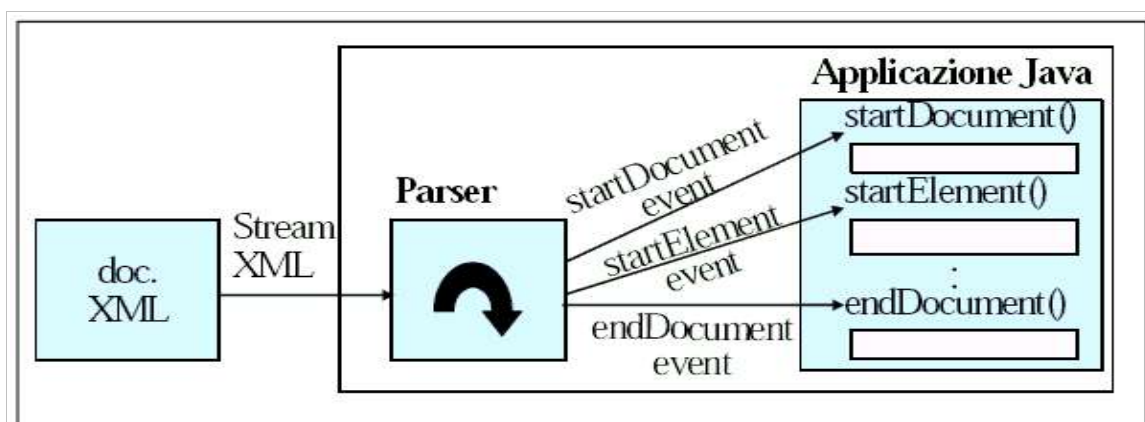 Applicazione Java
startDocument()
startDocument
event
Parser
startElement()
Stream
XML
startElement
event
doc.
XML
:
endDocument()
endDocument
event